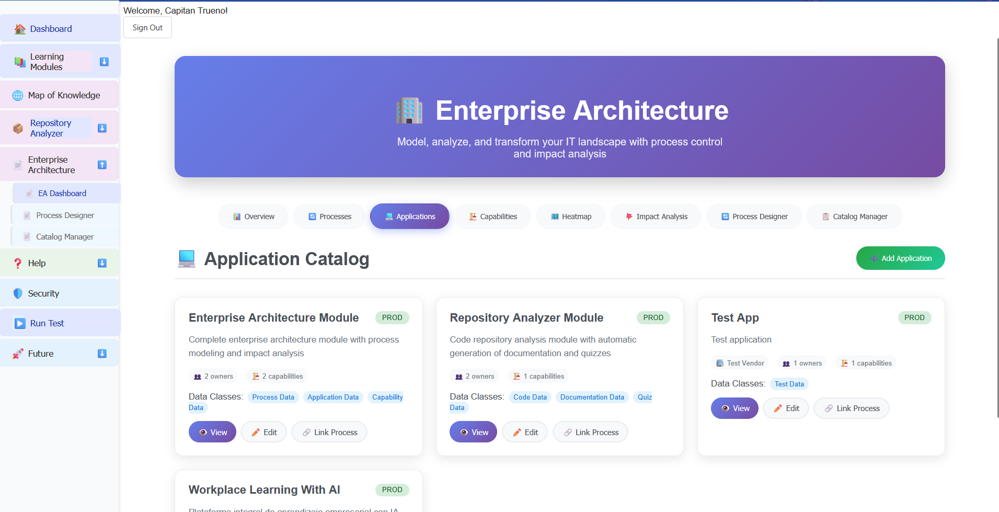 Welcome, Capitan Trueno!
Sign Out
Dashboard
Learning
Modules
Map of Knowledge
Repository
Analyzer
Enterprise
Architecture
EA Dashboard
Process Designer
Catalog Manager
Help
Security
Run Test
Future
Enterprise Architecture
Model, analyze, and transform your IT landscape with process control
and impact analysis
Overview
Processes
Applications
Capabilities
Heatmap
Impact Analysis
Process Designer
Catalog Manager
Application Catalog
Add Application
Enterprise Architecture Module
PROD
Complete enterprise architecture module with process
modeling and impact analysis
2 owners
2 capabilities
Data Classes: Process Data Application Data Capability
Data
View
Edit
Link Process
Repository Analyzer Module
PROD
Code repository analysis module with automatic
generation of documentation and quizzes
2 owners
1 capabilities
Data Classes: Code Data Documentation Data Quiz
Data
View
Edit
Link Process
Test App
PROD
Test application
Test Vendor
1 owners
1 capabilities
Data Classes: Test Data
View
Edit
Link Process
Workplace Learning With AI
PROD
Plataforma integral de aprendizaje empresarial con IA